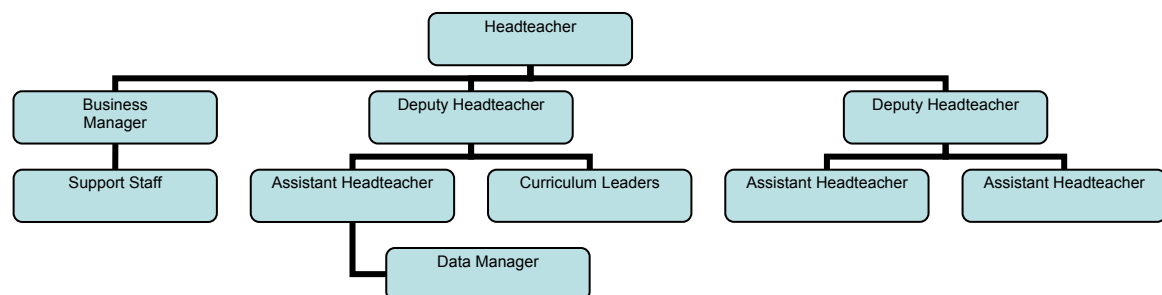 Headteacher
Business
Manager
Deputy Headteacher
Deputy Headteacher
Support Staff
Assistant Headteacher
Curriculum Leaders
Assistant Headteacher
Assistant Headteacher
Data Manager